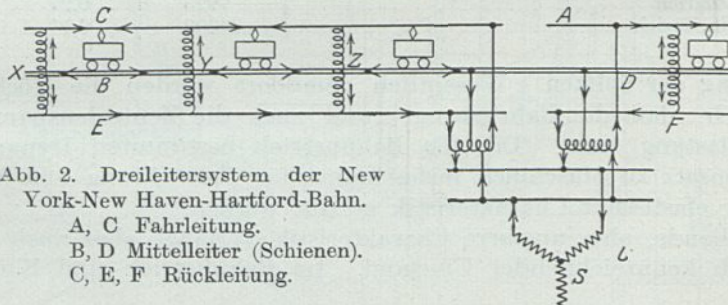 C A
X Y Z
B D
E F
Abb. 2. Dreileitersystem der New
York-New Haven-Hartford-Bahn.
A, C Fahrleitung.
B, D Mittelleiter (Schienen).
C, E, F Rückleitung.
L
S